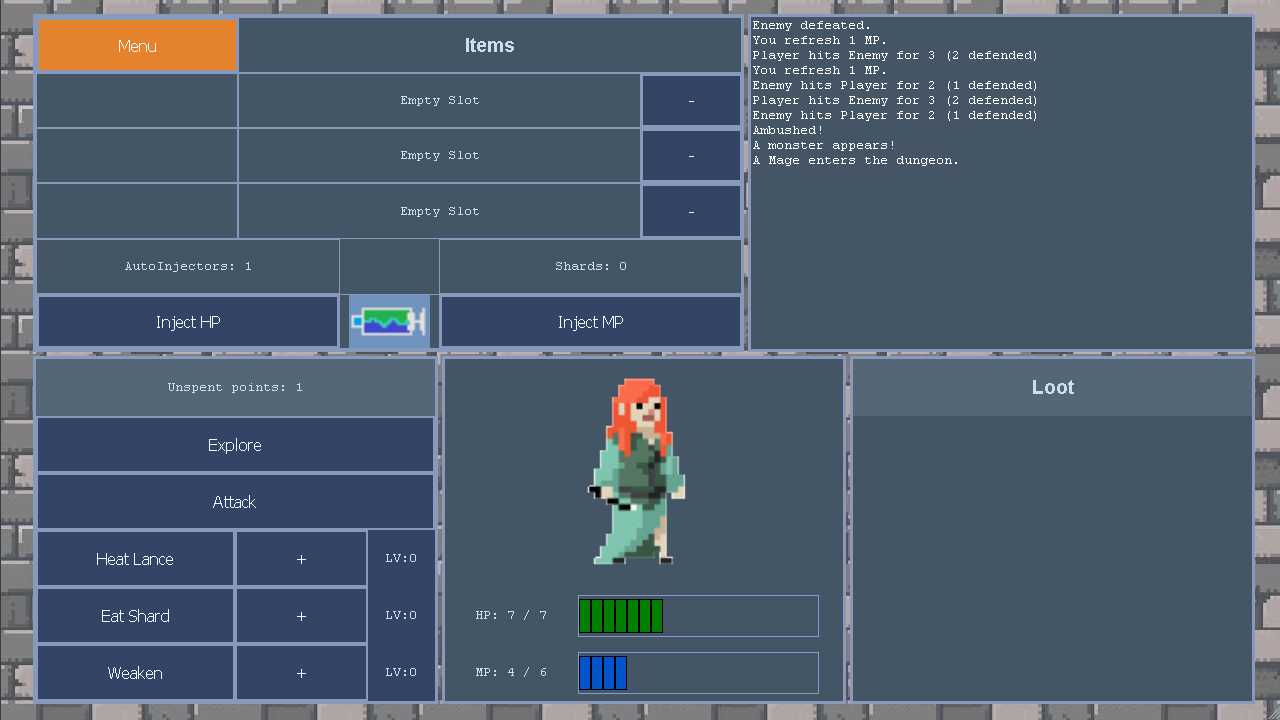 Menu
Items
Empty Slot
-
Empty Slot
-
Empty Slot
-
AutoInjectors: 1
Shards: 0
Inject HP
Inject MP
Enemy defeated.
You refresh 1 MP.
Player hits Enemy for 3 (2 defended)
You refresh 1 MP.
Enemy hits Player for 2 (1 defended)
Player hits Enemy for 3 (2 defended)
Enemy hits Player for 2 (1 defended)
Ambushed!
A monster appears!
A Mage enters the dungeon.
Unspent points: 1
Explore
Attack
Heat Lance
+
LV:0
Eat Shard
+
LV:0
Weaken
+
LV:0
HP: 7 / 7
MP: 4 / 6
Loot